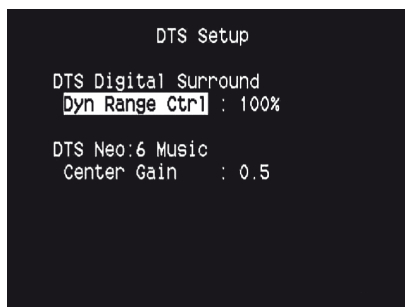 DTS Setup
DTS Digital Surround
Dyn Range Ctrl : 100%
DTS Neo:6 Music
Center Gain : 0.5